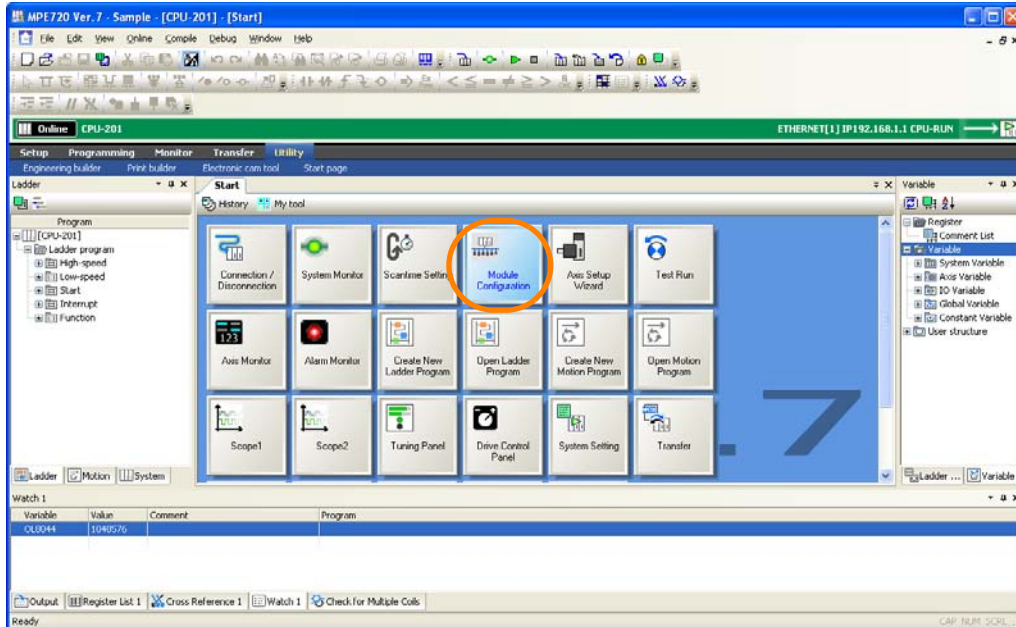 MPE720 Ver.7 - Sample - [CPU-201] - [Start]
File Edit View Online Compile Debug Window Help
Online CPU-201 ETHERNET[1] IP192.168.1.1 CPU-RUN
Setup Programming Monitor Transfer Utility
Engineering builder Print builder Electronic cam tool Start page
Ladder
Program
[CPU-201]
Ladder program
High-speed
Low-speed
Start
Interrupt
Function
Ladder Motion System
Start
History My tool
Connection / Disconnection
System Monitor
Scantime Settin
Module Configuration
Axis Setup Wizard
Test Run
Axis Monitor
Alarm Monitor
Create New Ladder Program
Open Ladder Program
Create New Motion Program
Open Motion Program
Scope1
Scope2
Tuning Panel
Drive Control Panel
System Setting
Transfer
.7
Variable
Register
Comment List
Variable
System Variable
Axis Variable
IO Variable
Global Variable
Constant Variable
User structure
Ladder ... Variable
Watch 1
Variable Value Comment Program
OL8044 1048576
Output Register List 1 Cross Reference 1 Watch 1 Check for Multiple Coils
Ready CAP NUM SCRL